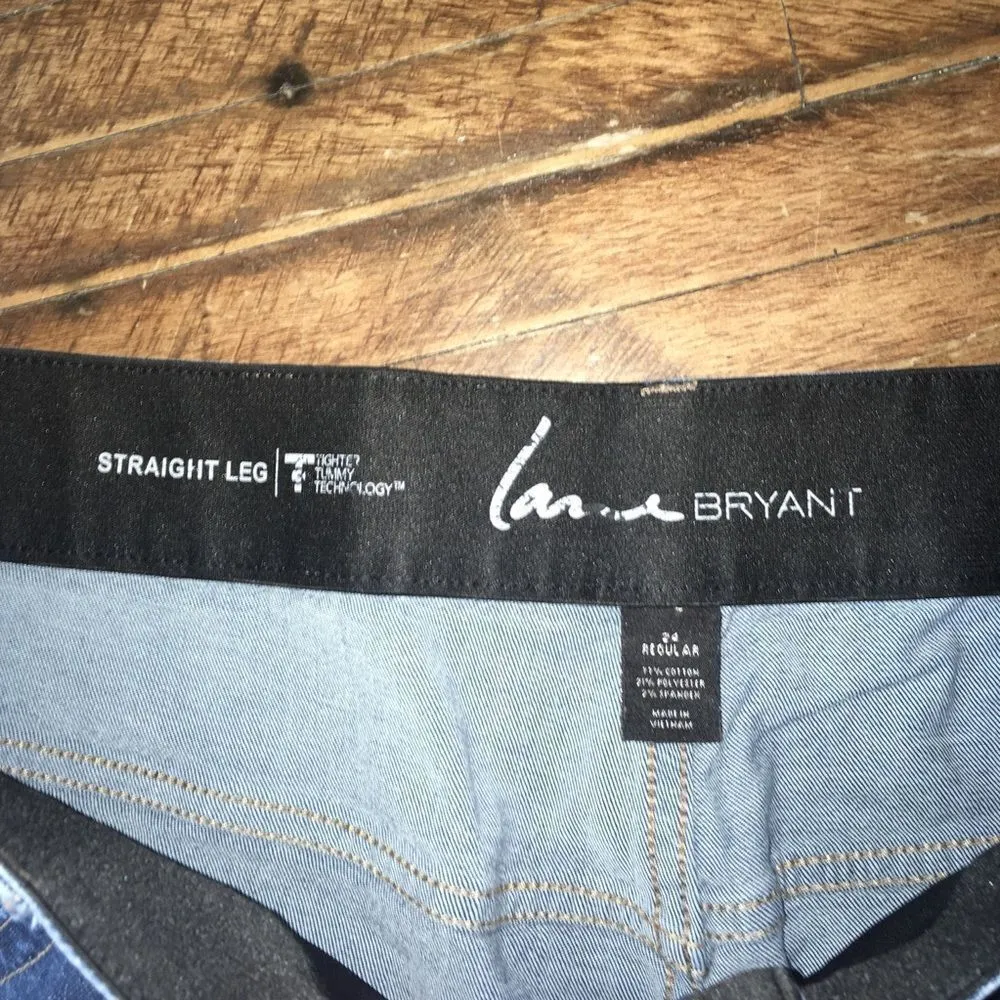 STRAIGHT LEG
TIGHTER
TUMMY
TECHNOLOGY™
Lane BRYANT
24
REGULAR
77% COTTON
21% POLYESTER
2% SPANDEX
MADE IN
VIETNAM